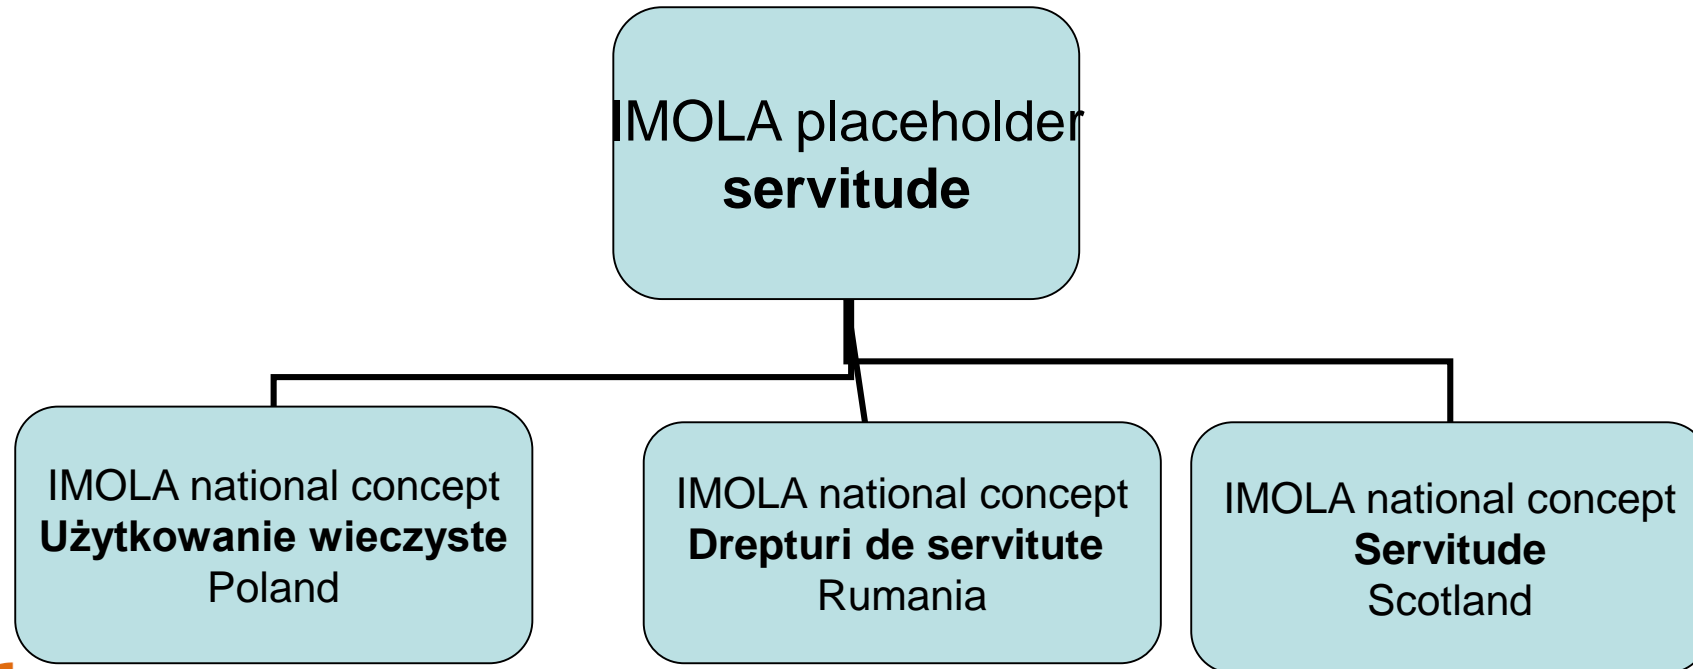 IMOLA placeholder
servitude
IMOLA national concept
Użytkowanie wieczyste
Poland
IMOLA national concept
Drepturi de servitute
Rumania
IMOLA national concept
Servitude
Scotland